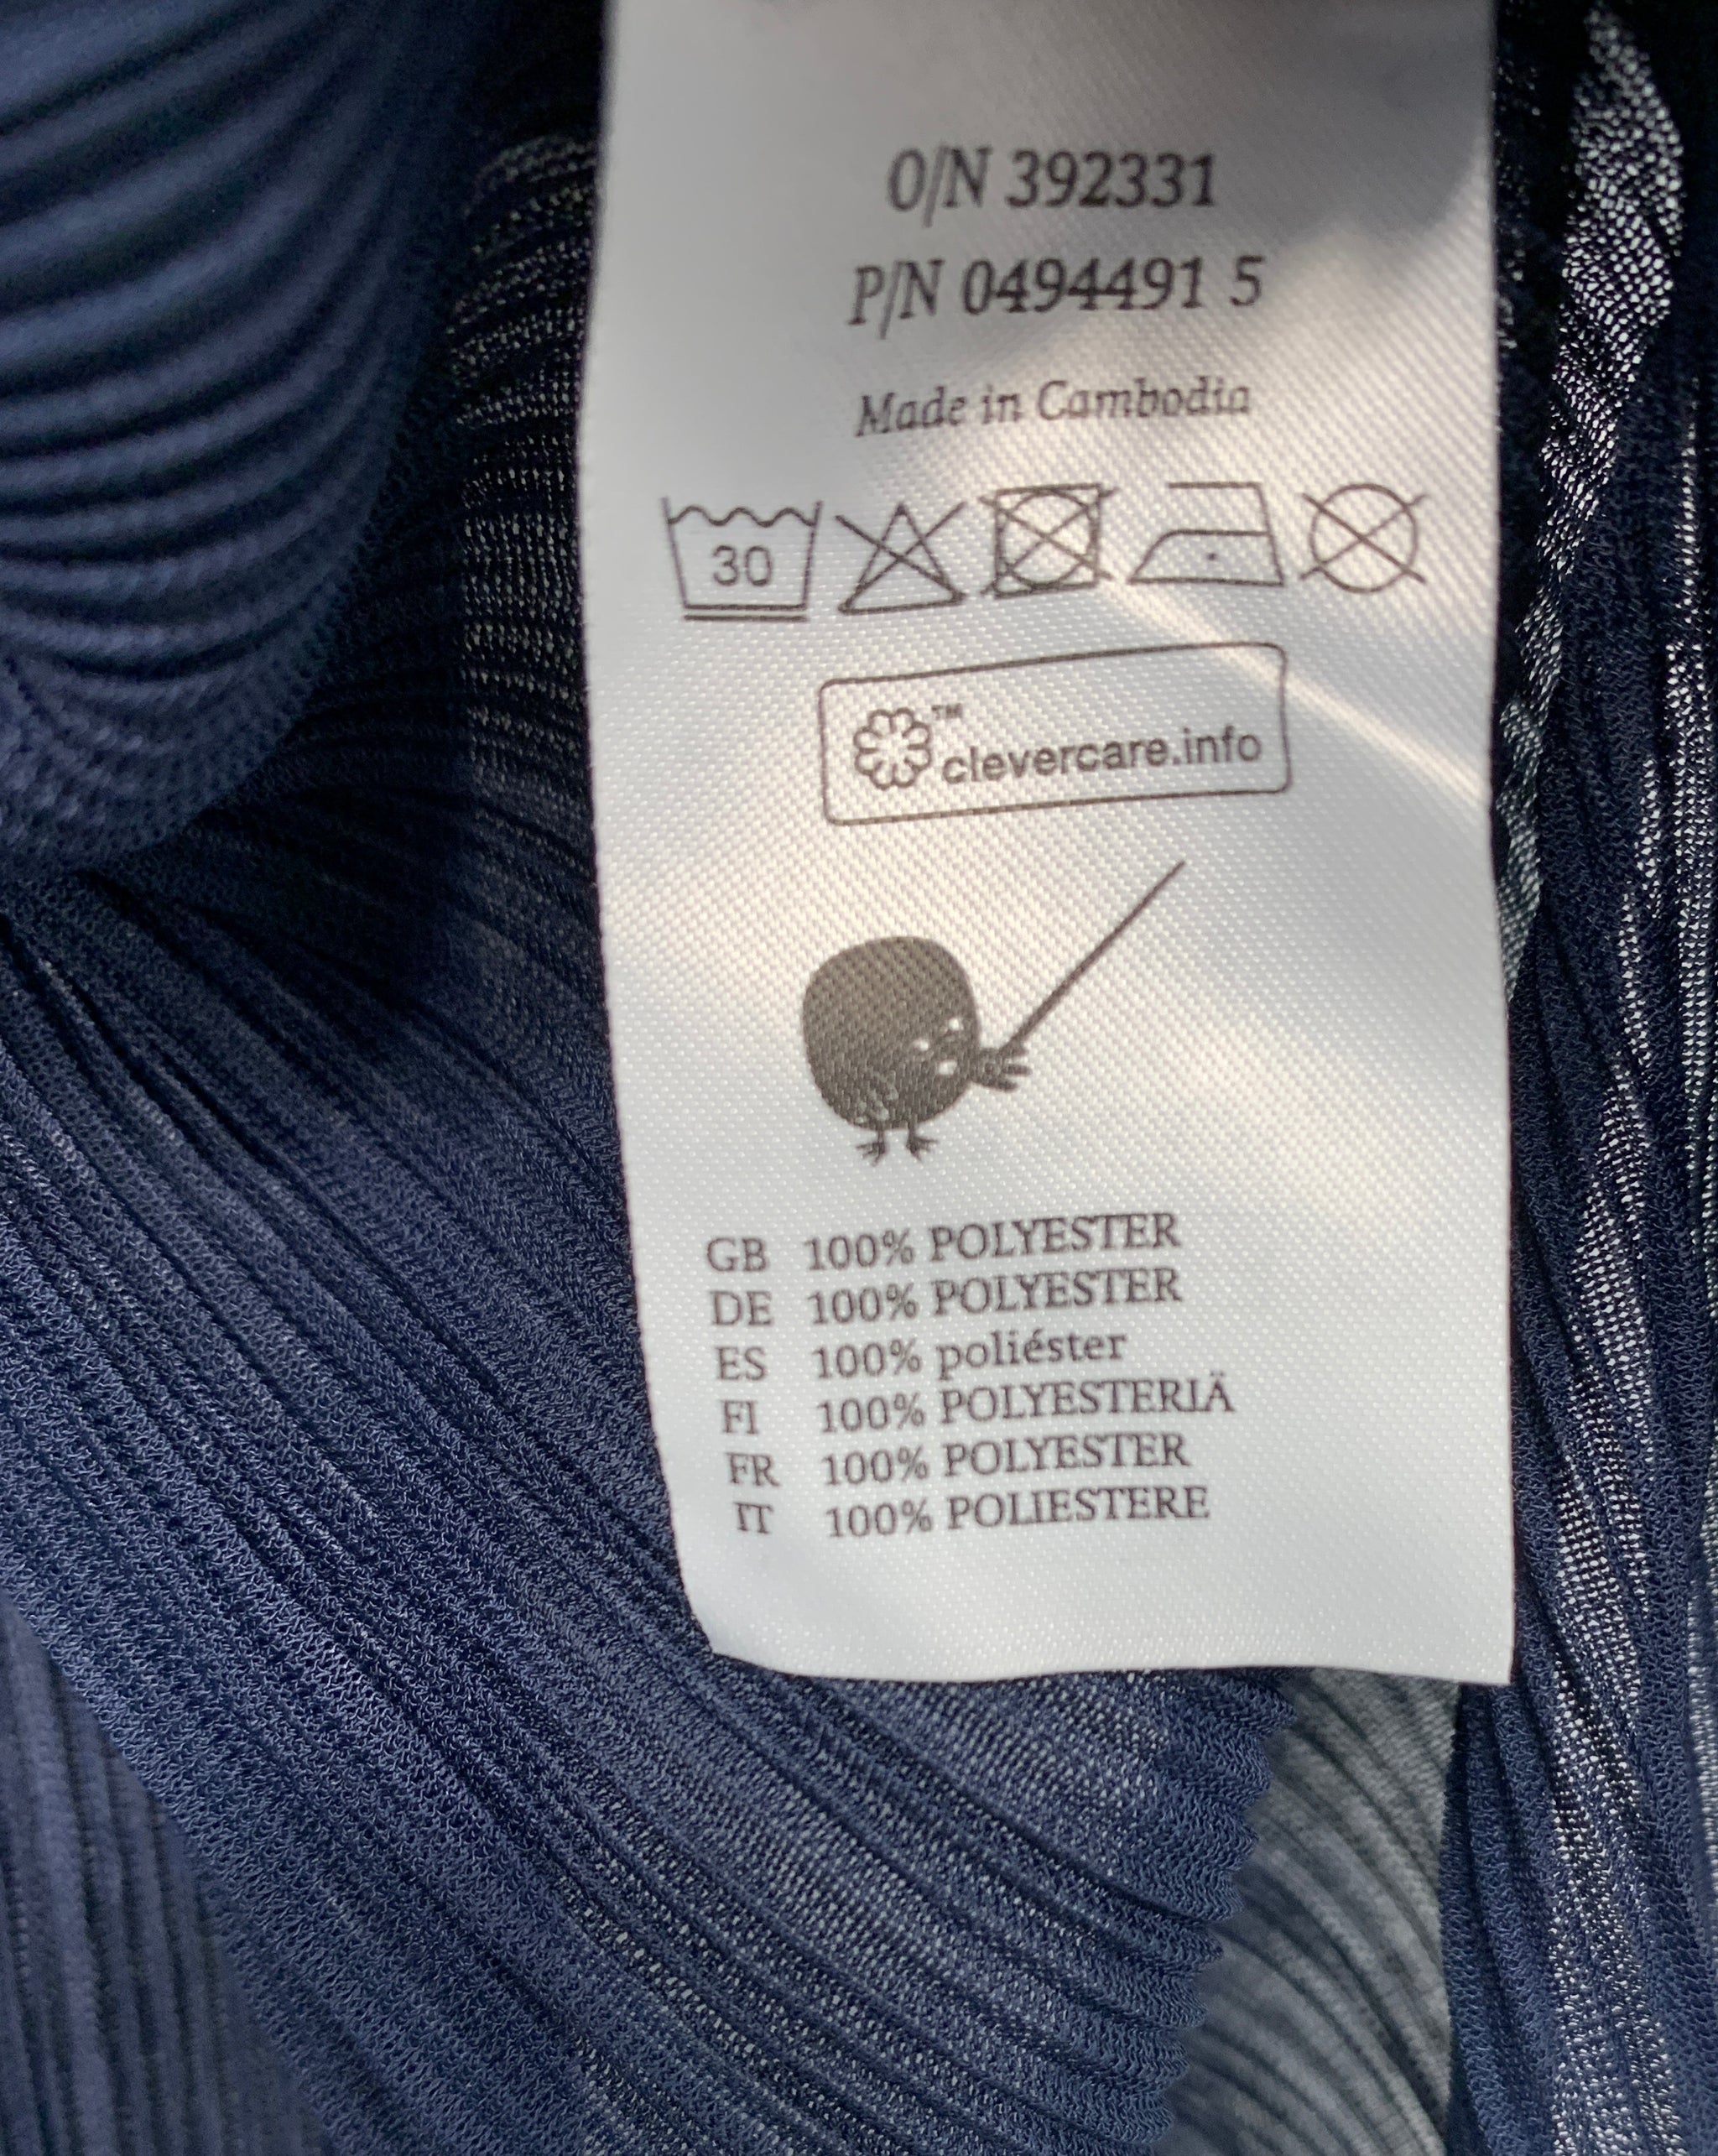 O/N 392331
P/N 0494491 5
Made in Cambodia
30
™
clevercare.info
GB 100% POLYESTER
DE 100% POLYESTER
ES 100% poliéster
FI 100% POLYESTERIÄ
FR 100% POLYESTER
IT 100% POLIESTERE